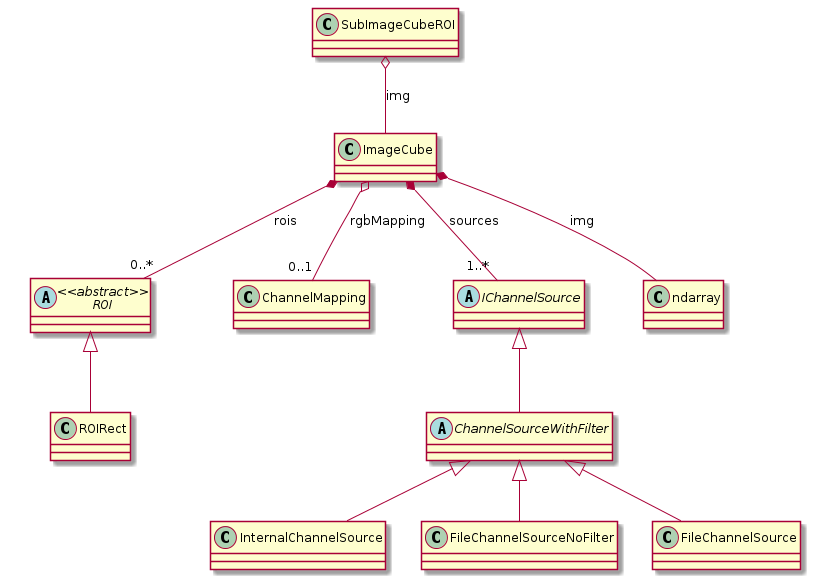 C SubImageCubeROI
img
C ImageCube
rois
rgbMapping
sources
img
0..*
0..1
1..*
A <<abstract>>
ROI
C ChannelMapping
A IChannelSource
C ndarray
C ROIRect
A ChannelSourceWithFilter
C InternalChannelSource
C FileChannelSourceNoFilter
C FileChannelSource